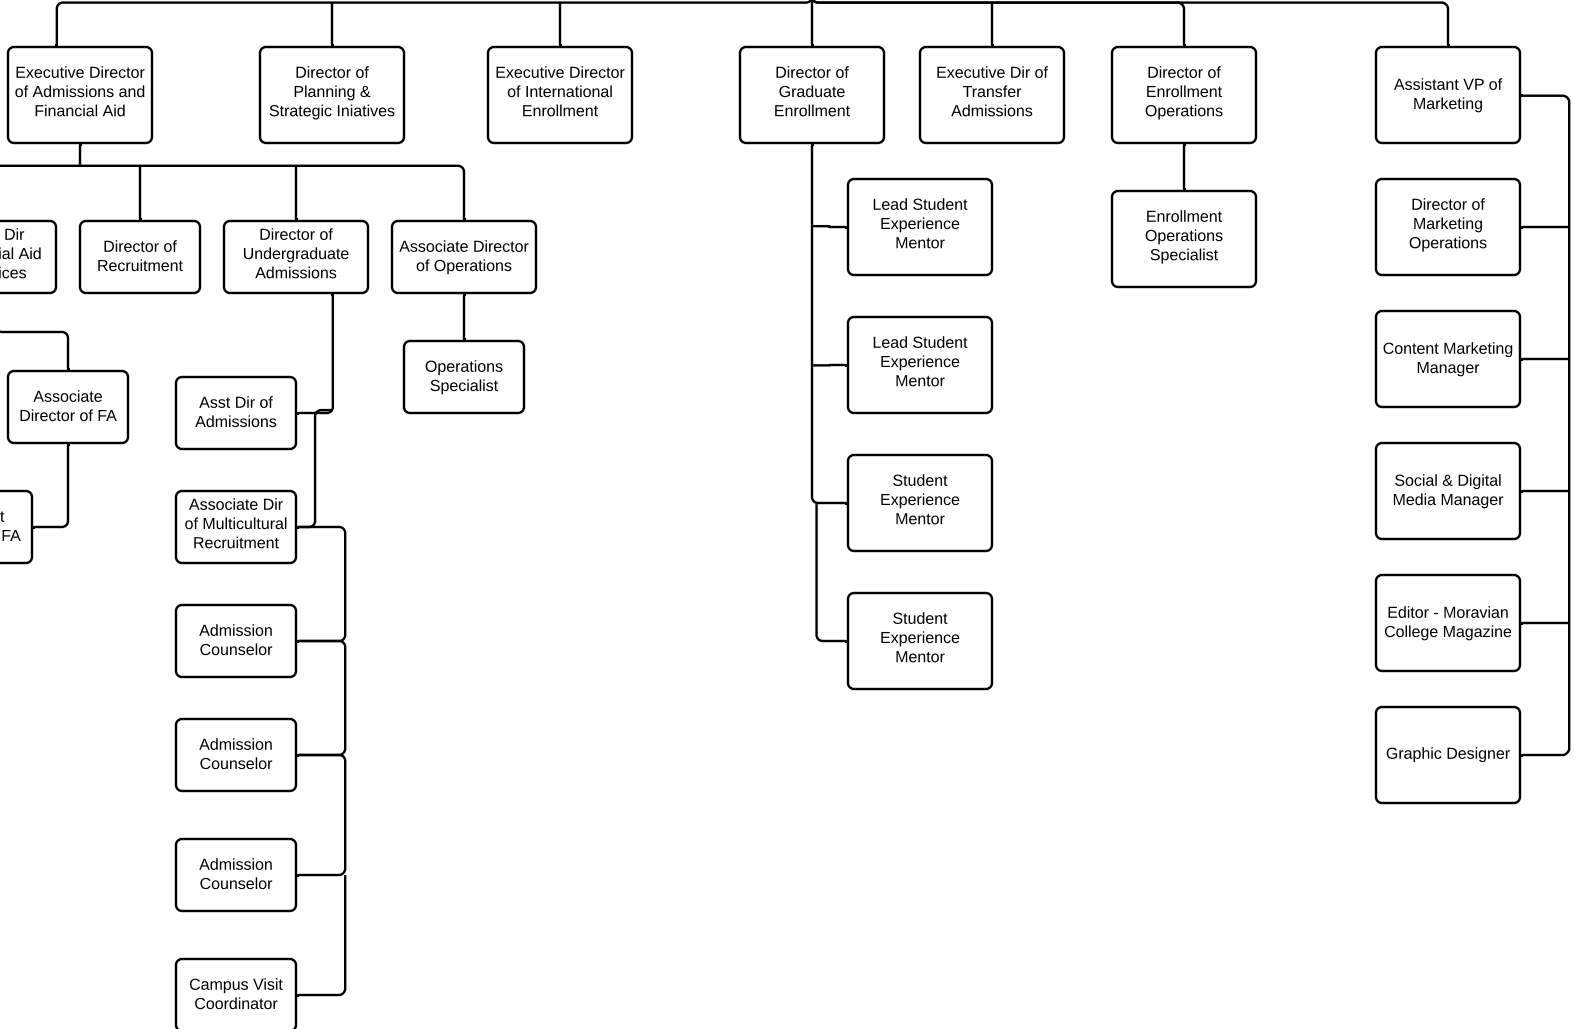 Executive Director
of Admissions and
Financial Aid
Director of
Planning &
Strategic Iniatives
Executive Director
of International
Enrollment
Director of
Graduate
Enrollment
Executive Dir of
Transfer
Admissions
Director of
Enrollment
Operations
Assistant VP of
Marketing
Dir
ial Aid
ices
Director of
Recruitment
Director of
Undergraduate
Admissions
Associate Director
of Operations
Lead Student
Experience
Mentor
Enrollment
Operations
Specialist
Director of
Marketing
Operations
Associate
Director of FA
Asst Dir of
Admissions
Operations
Specialist
Lead Student
Experience
Mentor
Content Marketing
Manager
t
FA
Associate Dir
of Multicultural
Recruitment
Student
Experience
Mentor
Social & Digital
Media Manager
Admission
Counselor
Student
Experience
Mentor
Editor - Moravian
College Magazine
Admission
Counselor
Graphic Designer
Admission
Counselor
Campus Visit
Coordinator